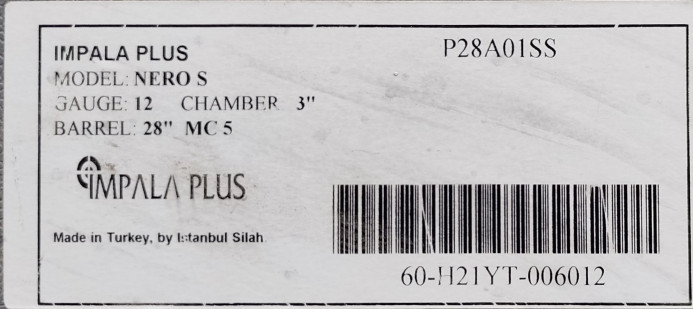 IMPALA PLUS
MODEL: NERO S
GAUGE: 12 CHAMBER 3"
BARREL: 28" MC 5
P28A01SS
IMPALA PLUS
Made in Turkey, by Istanbul Silah
60-H21YT-006012